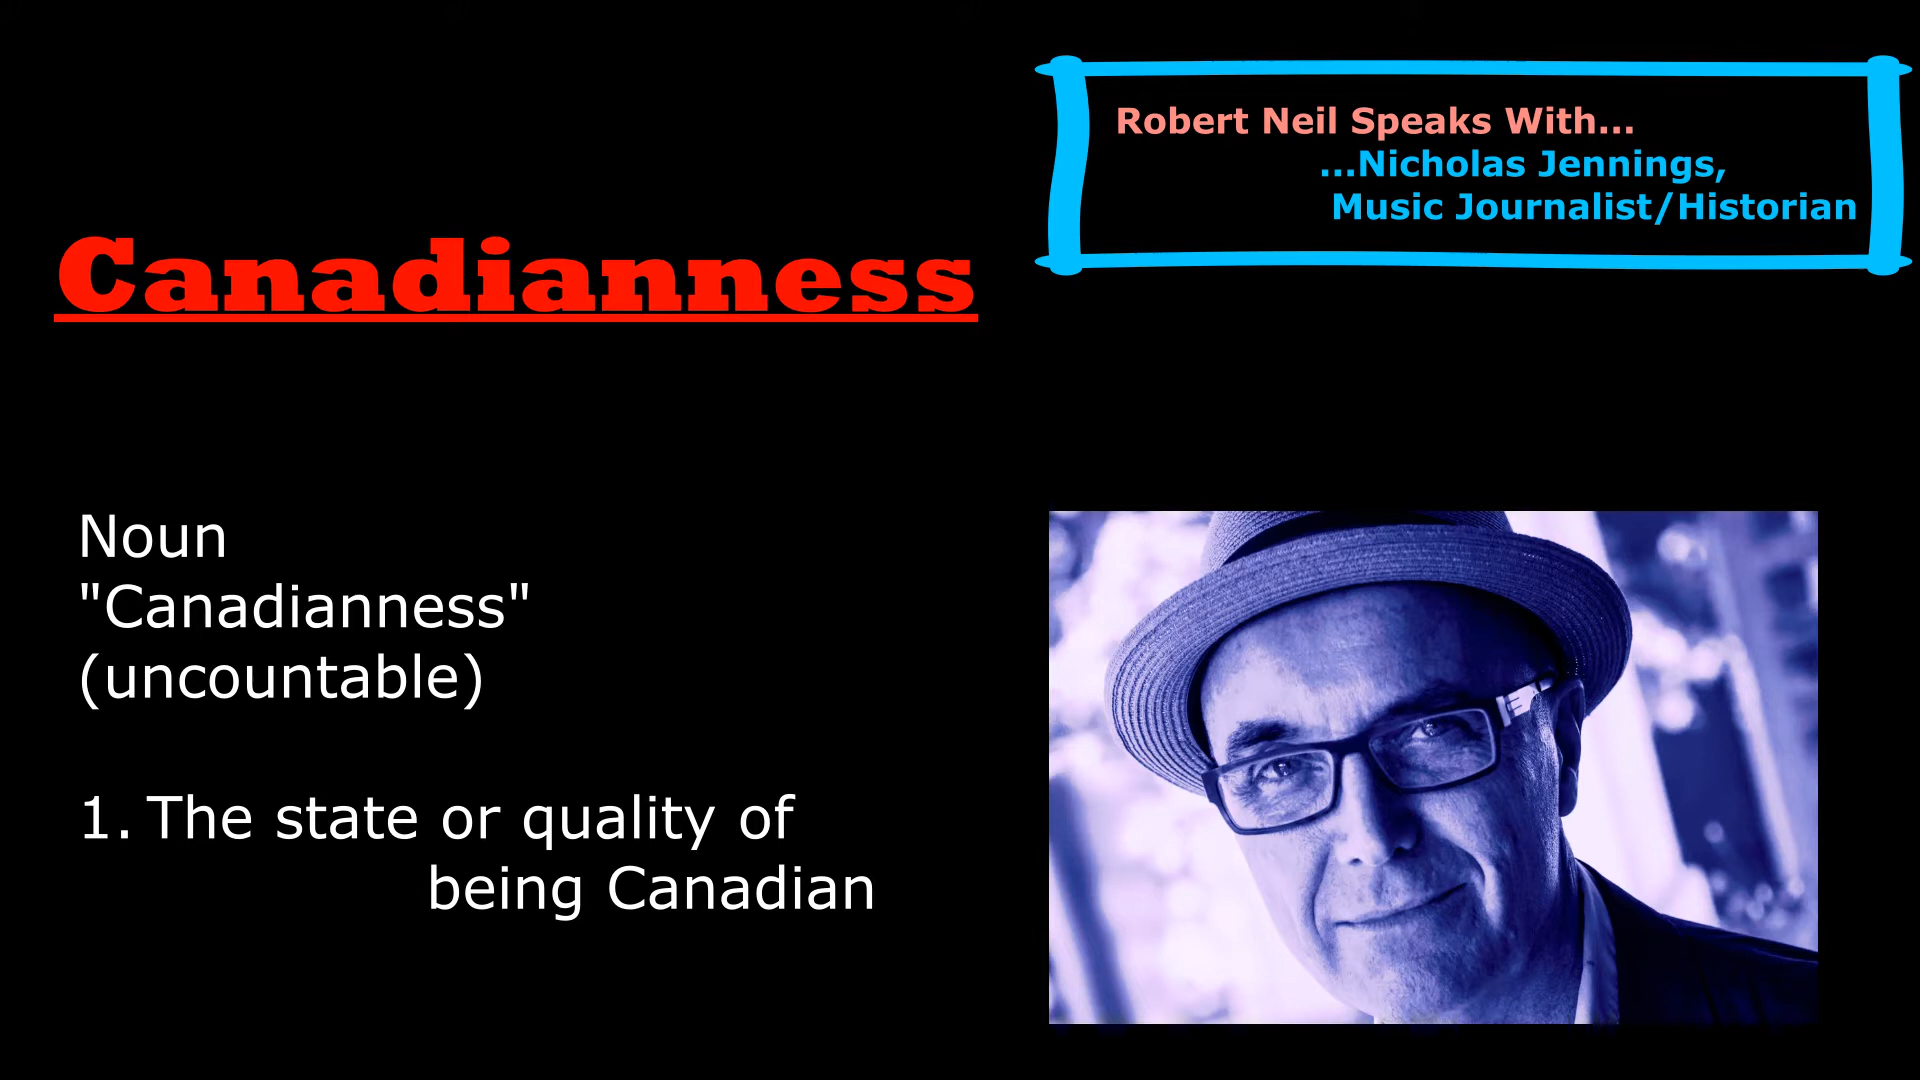 Robert Neil Speaks With...
...Nicholas Jennings,
Music Journalist/Historian
Canadianness
Noun
"Canadianness"
(uncountable)
1. The state or quality of
being Canadian